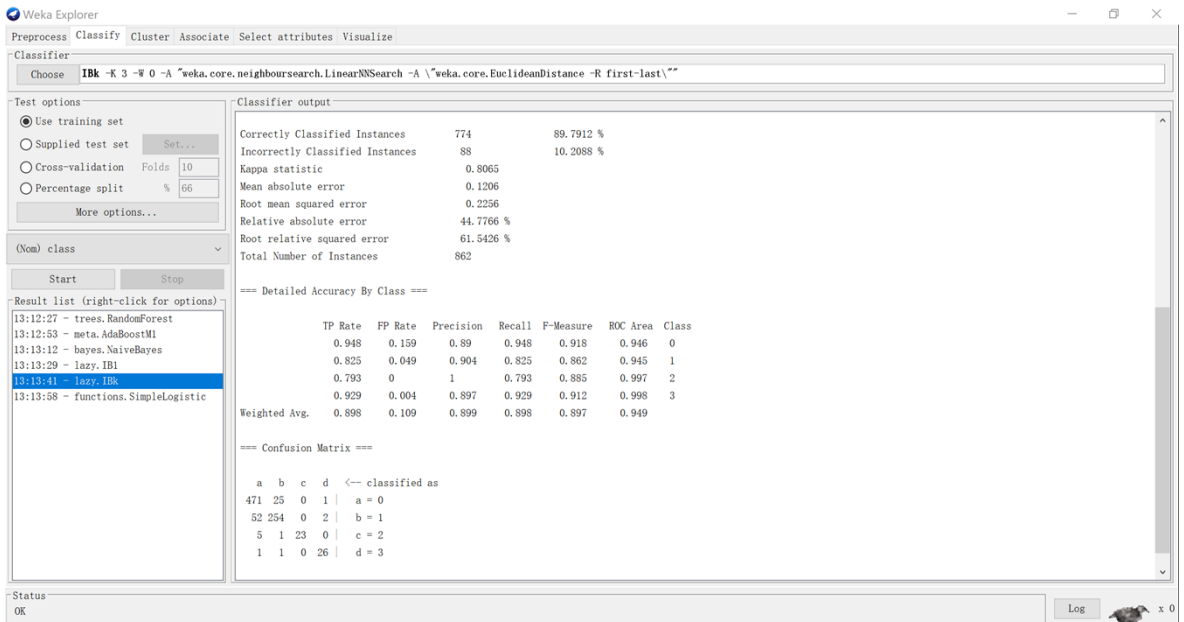 Weka Explorer
Preprocess Classify Cluster Associate Select attributes Visualize
Classifier
Choose IBk -K 3 -W 0 -A "weka.core.neighboursearch.LinearNNSearch -A \"weka.core.EuclideanDistance -R first-last\""
Test options
Use training set
Supplied test set Set...
Cross-validation Folds 10
Percentage split % 66
More options...
(Nom) class
Start Stop
Result list (right-click for options)
13:12:27 - trees.RandomForest
13:12:53 - meta.AdaBoostM1
13:13:12 - bayes.NaiveBayes
13:13:29 - lazy.IB1
13:13:41 - lazy.IBk
13:13:58 - functions.SimpleLogistic
Classifier output
Correctly Classified Instances 774 89.7912 %
Incorrectly Classified Instances 88 10.2088 %
Kappa statistic 0.8065
Mean absolute error 0.1206
Root mean squared error 0.2256
Relative absolute error 44.7766 %
Root relative squared error 61.5426 %
Total Number of Instances 862
=== Detailed Accuracy By Class ===
TP Rate FP Rate Precision Recall F-Measure ROC Area Class
0.948 0.159 0.89 0.948 0.918 0.946 0
0.825 0.049 0.904 0.825 0.862 0.945 1
0.793 0 1 0.793 0.885 0.997 2
0.929 0.004 0.897 0.929 0.912 0.998 3
Weighted Avg. 0.898 0.109 0.899 0.898 0.897 0.949
=== Confusion Matrix ===
a b c d <-- classified as
471 25 0 1 | a = 0
52 254 0 2 | b = 1
5 1 23 0 | c = 2
1 1 0 26 | d = 3
Status
OK
Log x 0